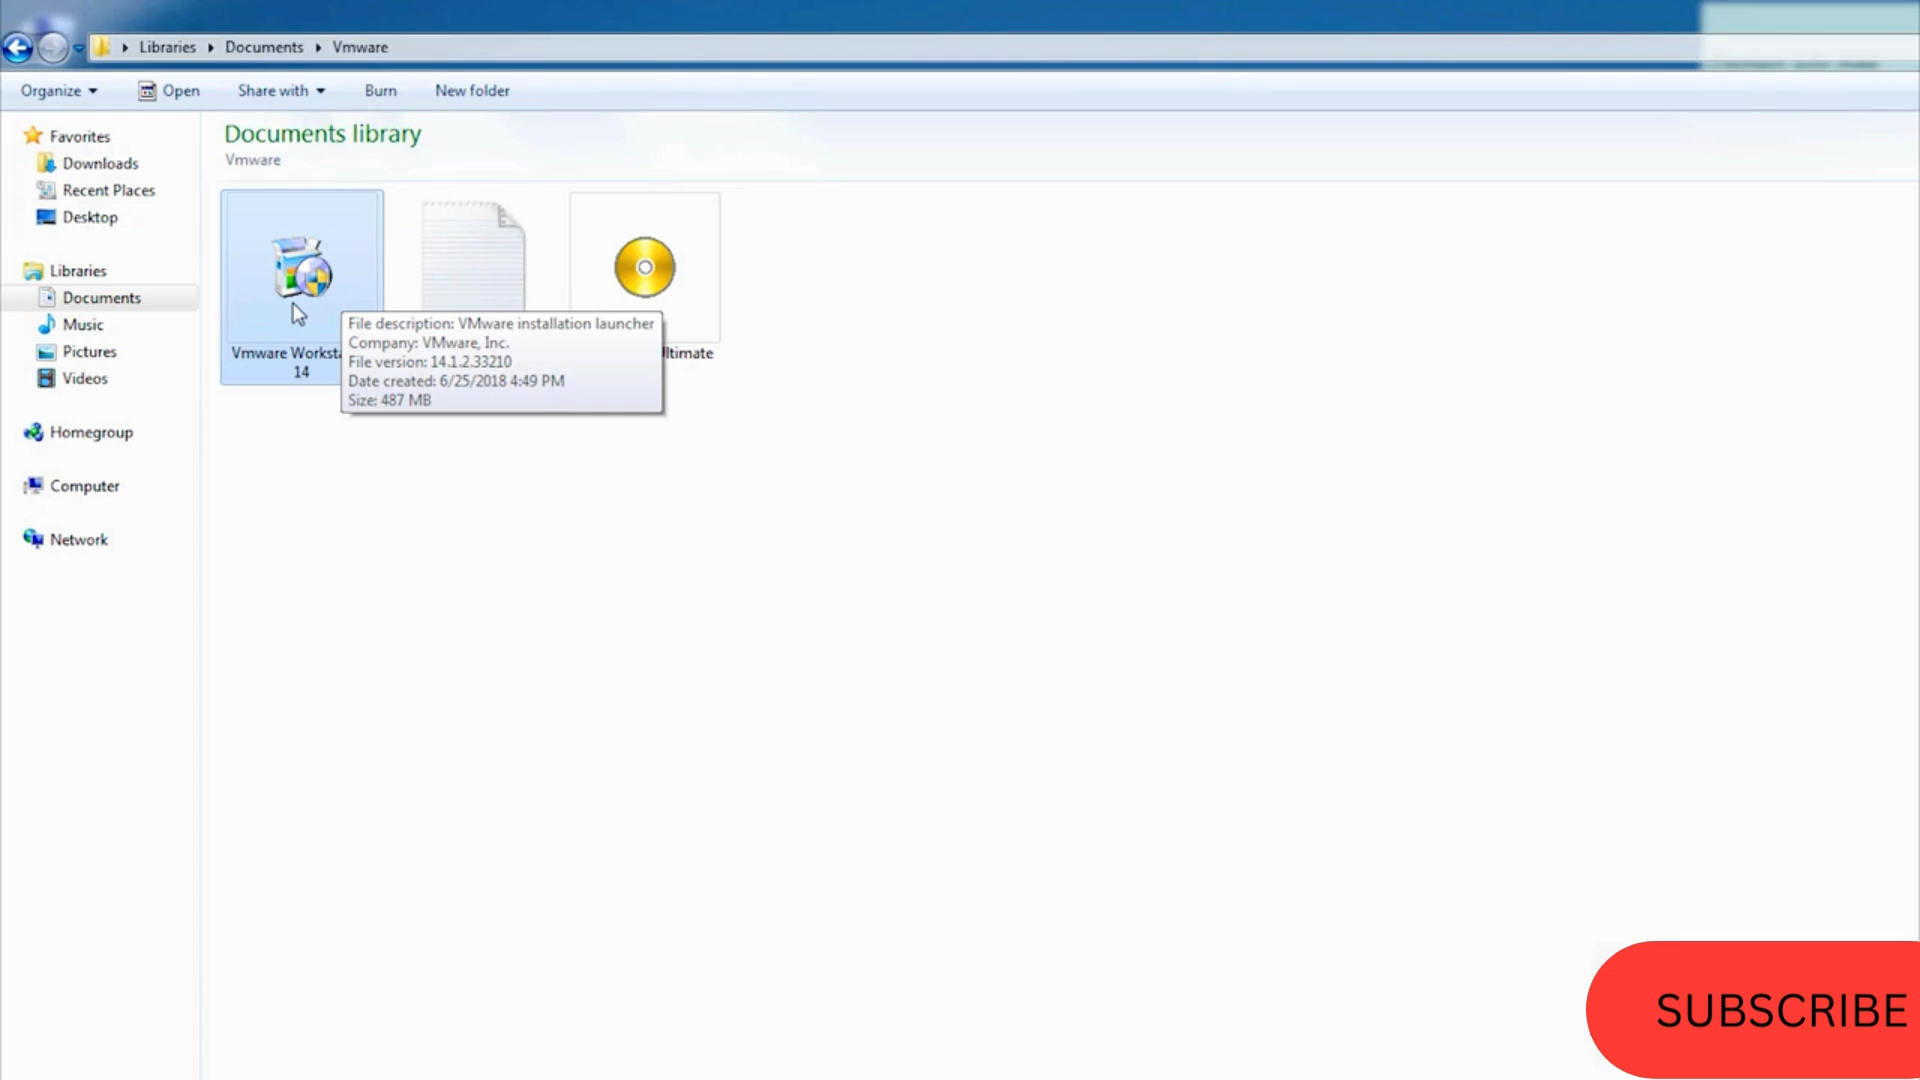 Libraries Documents Vmware
Organize Open Share with Burn New folder
Documents library
Vmware
Favorites
Downloads
Recent Places
Desktop
Libraries
Documents
Music
Pictures
Videos
Homegroup
Computer
Network
Vmware Worksta
14
ltimate
File description: VMware installation launcher
Company: VMware, Inc.
File version: 14.1.2.33210
Date created: 6/25/2018 4:49 PM
Size: 487 MB
SUBSCRIBE